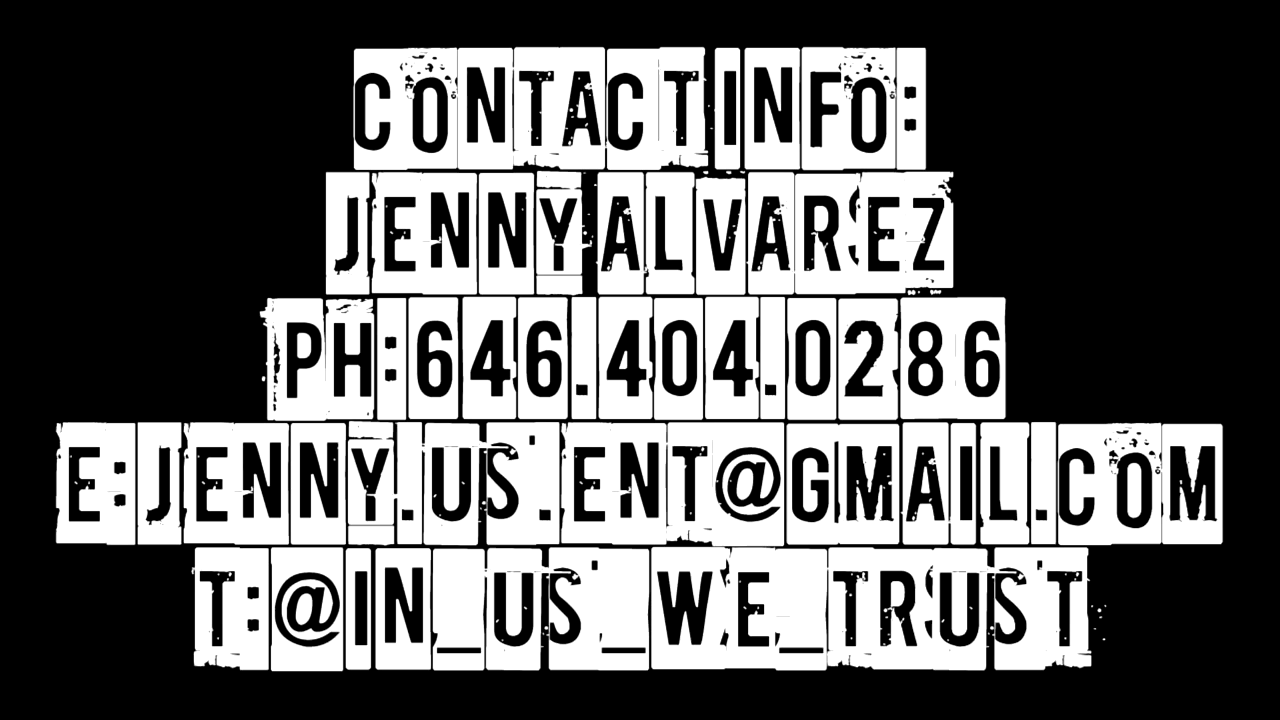 CONTACT INFO:
JENNY ALVAREZ
PH:646.404.0286
E:JENNY.US.ENT@GMAIL.COM
T:@IN_US_WE_TRUST